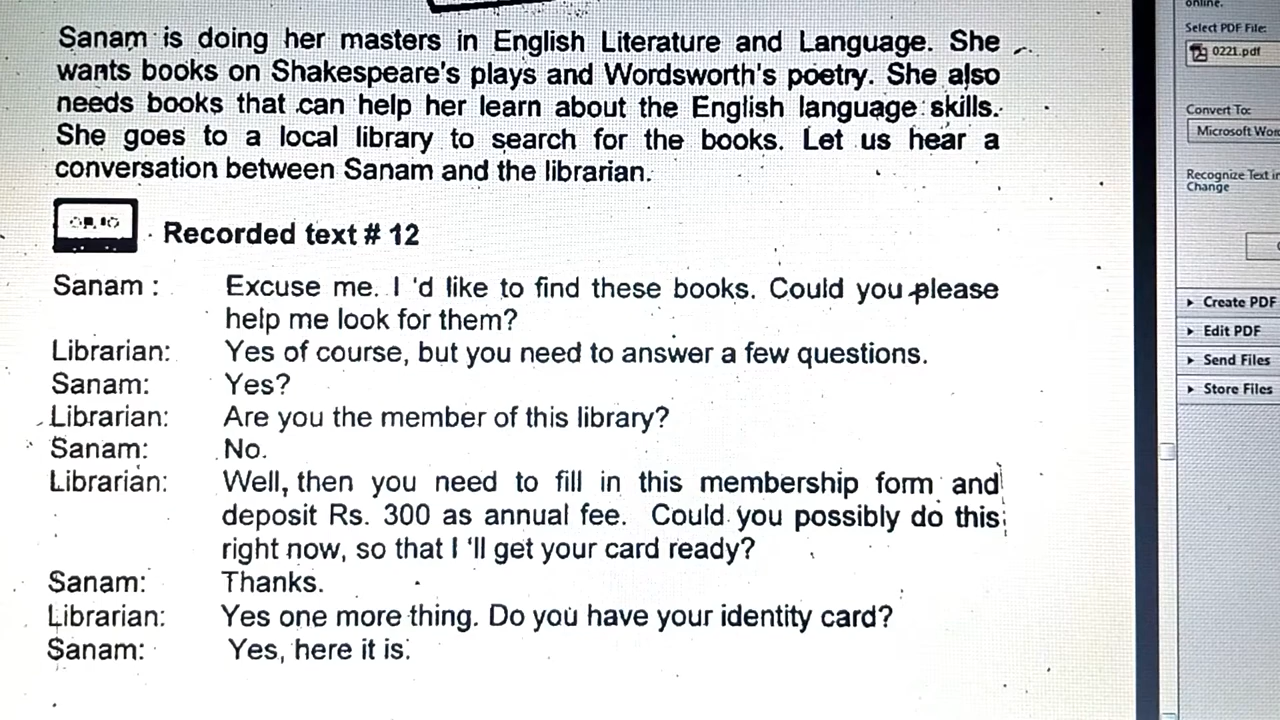 online.
Sanam is doing her masters in English Literature and Language. She
Select PDF File:
wants books on Shakespeare's plays and Wordsworth's poetry. She also
0221.pdf
needs books that can help her learn about the English language skills.
Convert To:
She goes to a local library to search for the books. Let us hear a
Microsoft Wor
conversation between Sanam and the librarian.
Recognize Text in
Change
Recorded text # 12
Sanam : Excuse me. I 'd like to find these books. Could you please
help me look for them?
Create PDF
Edit PDF
Librarian: Yes of course, but you need to answer a few questions.
Send Files
Sanam: Yes?
Store Files
Librarian: Are you the member of this library?
Sanam: No.
Librarian: Well, then you need to fill in this membership form and
deposit Rs. 300 as annual fee. Could you possibly do this
right now, so that I 'll get your card ready?
Sanam: Thanks.
Librarian: Yes one more thing. Do you have your identity card?
Sanam: Yes, here it is.